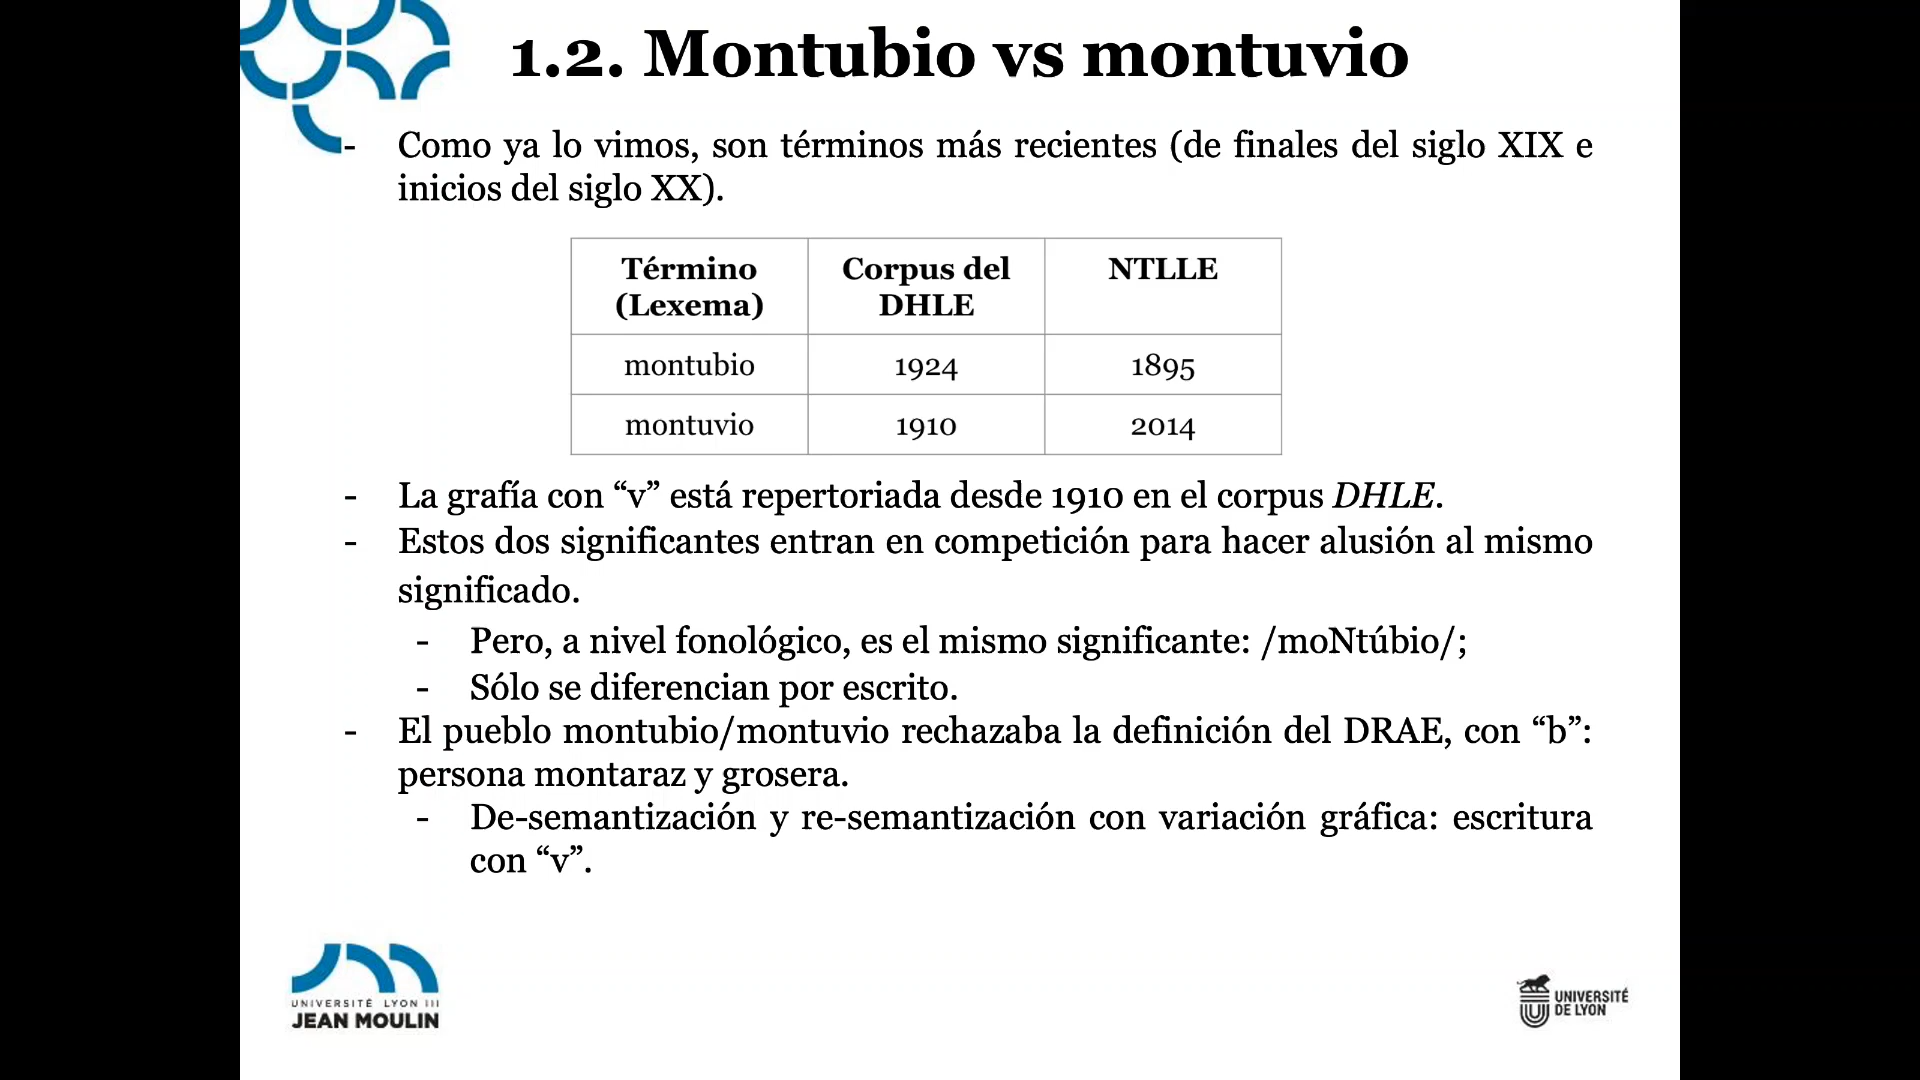 1.2. Montubio vs montuvio
- Como ya lo vimos, son términos más recientes (de finales del siglo XIX e
inicios del siglo XX).
Término
(Lexema)
Corpus del
DHLE
NTLLE
montubio
1924
1895
montuvio
1910
2014
- La grafía con “v” está repertoriada desde 1910 en el corpus DHLE.
- Estos dos significantes entran en competición para hacer alusión al mismo
significado.
- Pero, a nivel fonológico, es el mismo significante: /moNtúbio/;
- Sólo se diferencian por escrito.
- El pueblo montubio/montuvio rechazaba la definición del DRAE, con “b”:
persona montaraz y grosera.
- De-semantización y re-semantización con variación gráfica: escritura
con “v”.
UNIVERSITÉ LYON III
JEAN MOULIN
UNIVERSITÉ
DE LYON